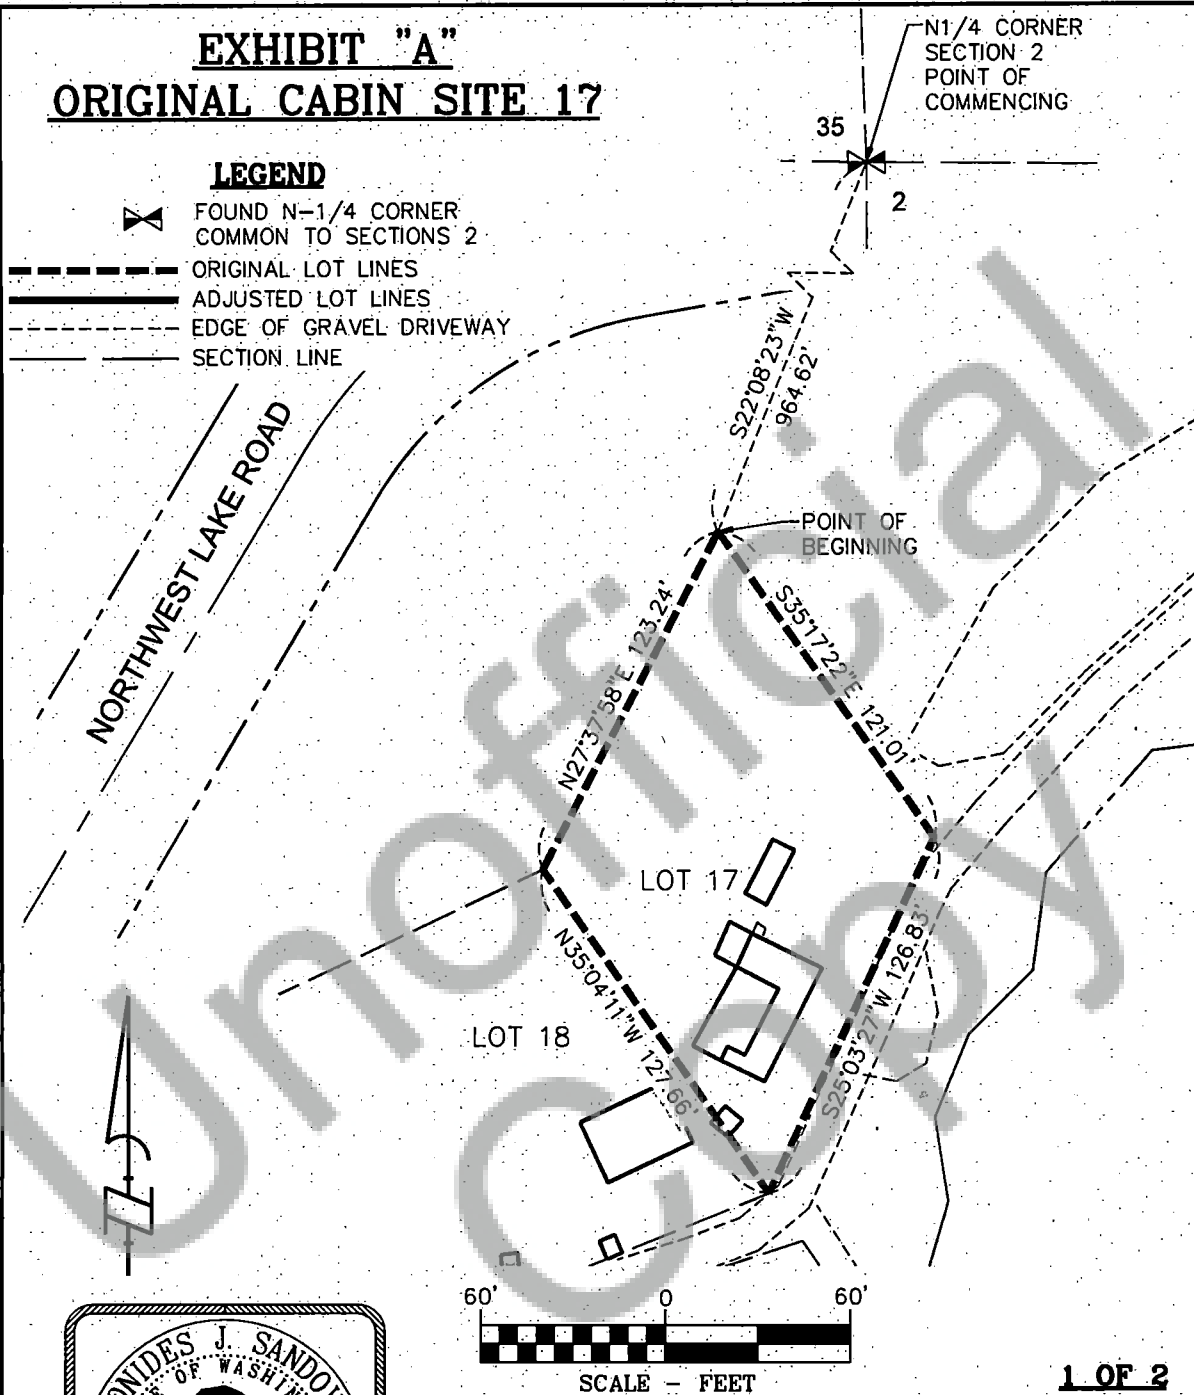 EXHIBIT "A"
ORIGINAL CABIN SITE 17
N1/4 CORNER
SECTION 2
POINT OF
COMMENCING
35
2
LEGEND
FOUND N-1/4 CORNER
COMMON TO SECTIONS 2
ORIGINAL LOT LINES
ADJUSTED LOT LINES
EDGE OF GRAVEL DRIVEWAY
SECTION LINE
NORTHWEST LAKE ROAD
S22°08'23"W
964.62'
POINT OF
BEGINNING
N27°37'58"E 123.24'
S35°17'22"E 121.01'
LOT 17
N35°04'11"W 127.66'
S25°03'27"W 126.83'
LOT 18
Unofficial
Copy
60' 0 60'
SCALE - FEET
J. SANDO
OF WASHIN
1 OF 2